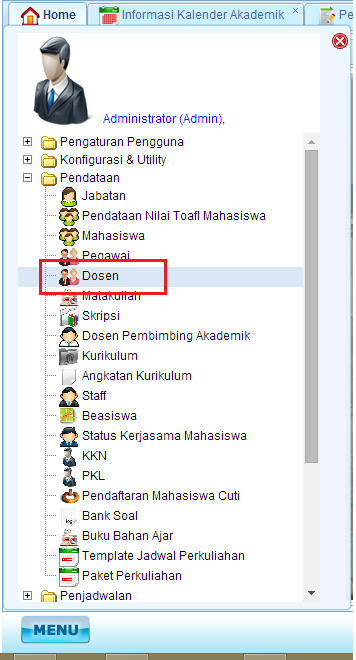 Home
Informasi Kalender Akademik
Pe
Administrator (Admin),
Pengaturan Pengguna
Konfigurasi & Utility
Pendataan
Jabatan
Pendataan Nilai Toafl Mahasiswa
Mahasiswa
Pegawai
Dosen
Matakuliah
Skripsi
Dosen Pembimbing Akademik
Kurikulum
Angkatan Kurikulum
Staff
Beasiswa
Status Kerjasama Mahasiswa
KKN
PKL
Pendaftaran Mahasiswa Cuti
Bank Soal
Buku Bahan Ajar
Template Jadwal Perkuliahan
Paket Perkuliahan
Penjadwalan
MENU